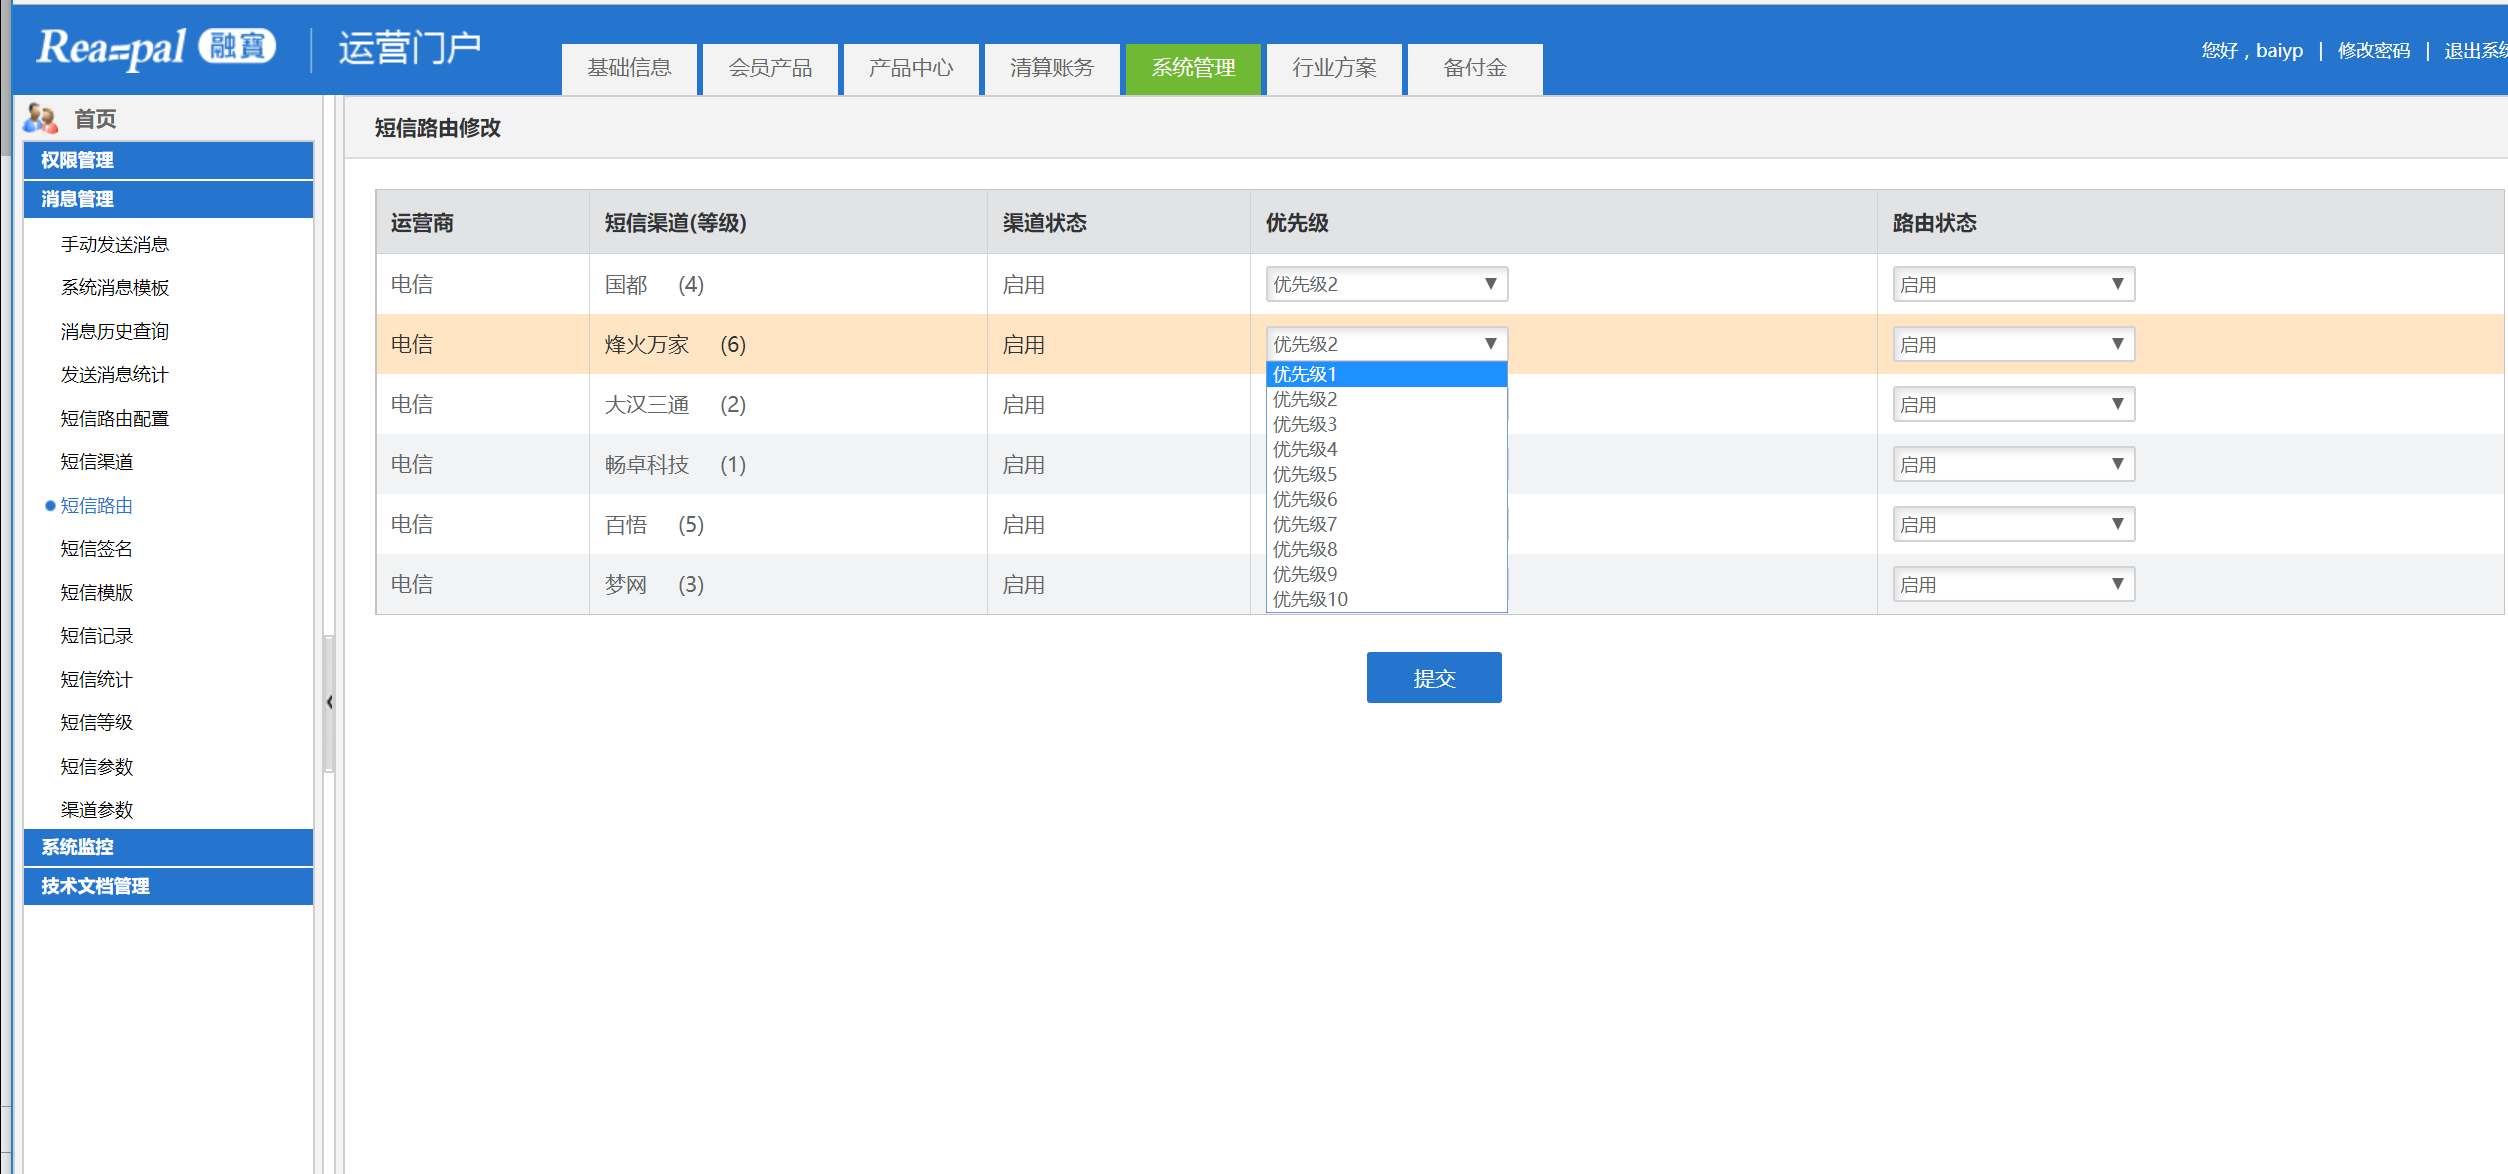 Rea=pal 融寶 运营门户
基础信息 会员产品 产品中心 清算账务 系统管理 行业方案 备付金
您好，baiyp | 修改密码 | 退出系统
首页
权限管理
消息管理
手动发送消息
系统消息模板
消息历史查询
发送消息统计
短信路由配置
短信渠道
短信路由
短信签名
短信模版
短信记录
短信统计
短信等级
短信参数
渠道参数
系统监控
技术文档管理
短信路由修改
运营商 短信渠道(等级) 渠道状态 优先级 路由状态
电信 国都 (4) 启用 优先级2 启用
电信 烽火万家 (6) 启用 优先级2 启用
电信 大汉三通 (2) 启用 启用
电信 畅卓科技 (1) 启用 启用
电信 百悟 (5) 启用 启用
电信 梦网 (3) 启用 启用
优先级1
优先级2
优先级3
优先级4
优先级5
优先级6
优先级7
优先级8
优先级9
优先级10
提交